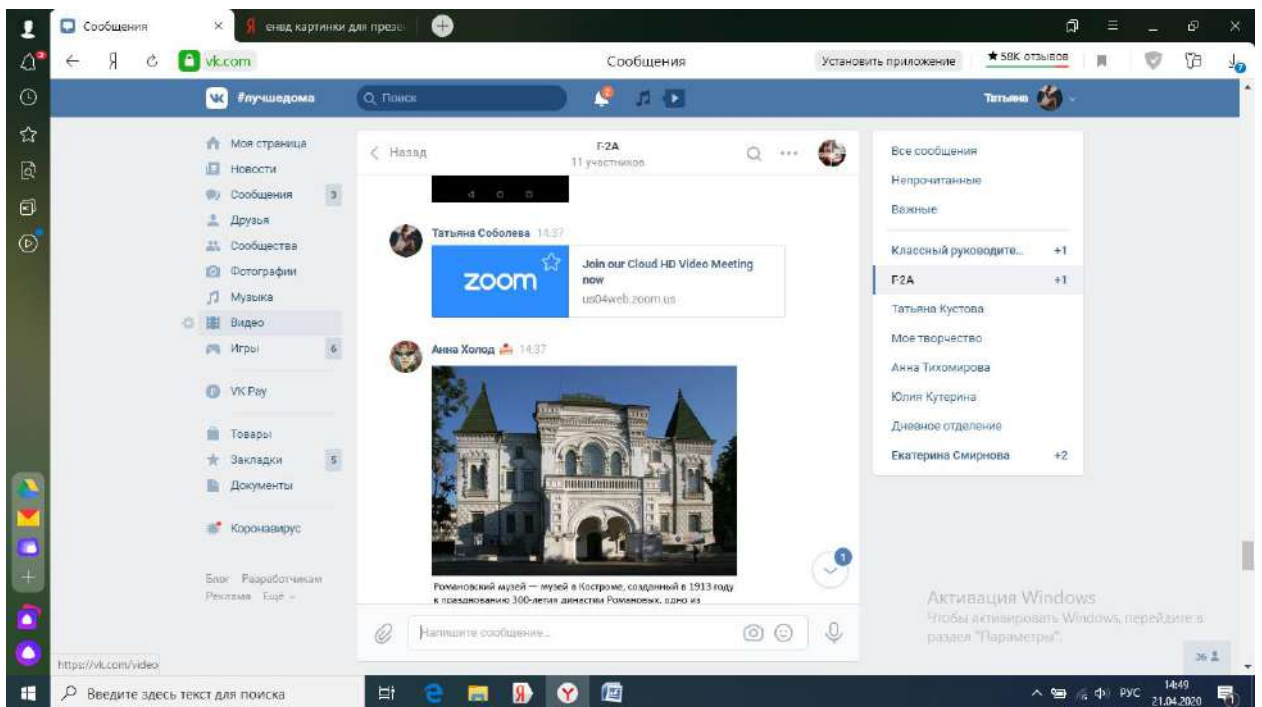 Сообщения
енвд картинки для презе
vk.com
Сообщения
Установить приложение
★ 58K отзывов
#лучшедома
Поиск
2
Татьяна
Моя страница
Новости
Сообщения 3
Друзья
Сообщества
Фотографии
Музыка
Видео
Игры 6
VK Pay
Товары
Закладки 5
Документы
Коронавирус
Блог Разработчикам
Реклама Ещё
Назад
F-2A
11 участников
Татьяна Соболева 14:37
zoom
Join our Cloud HD Video Meeting
now
us04web.zoom.us
Анна Холод 14:37
Романовский музей — музей в Костроме, созданный в 1913 году
к празднованию 300-летия династии Романовых, одно из
1
Напишите сообщение...
Все сообщения
Непрочитанные
Важные
Классный руководите... +1
F-2A +1
Татьяна Кустова
Мое творчество
Анна Тихомирова
Юлия Кутерина
Дневное отделение
Екатерина Смирнова +2
Активация Windows
Чтобы активировать Windows, перейдите в
раздел "Параметры".
36
https://vk.com/video
Введите здесь текст для поиска
РУС
14:49
21.04.2020